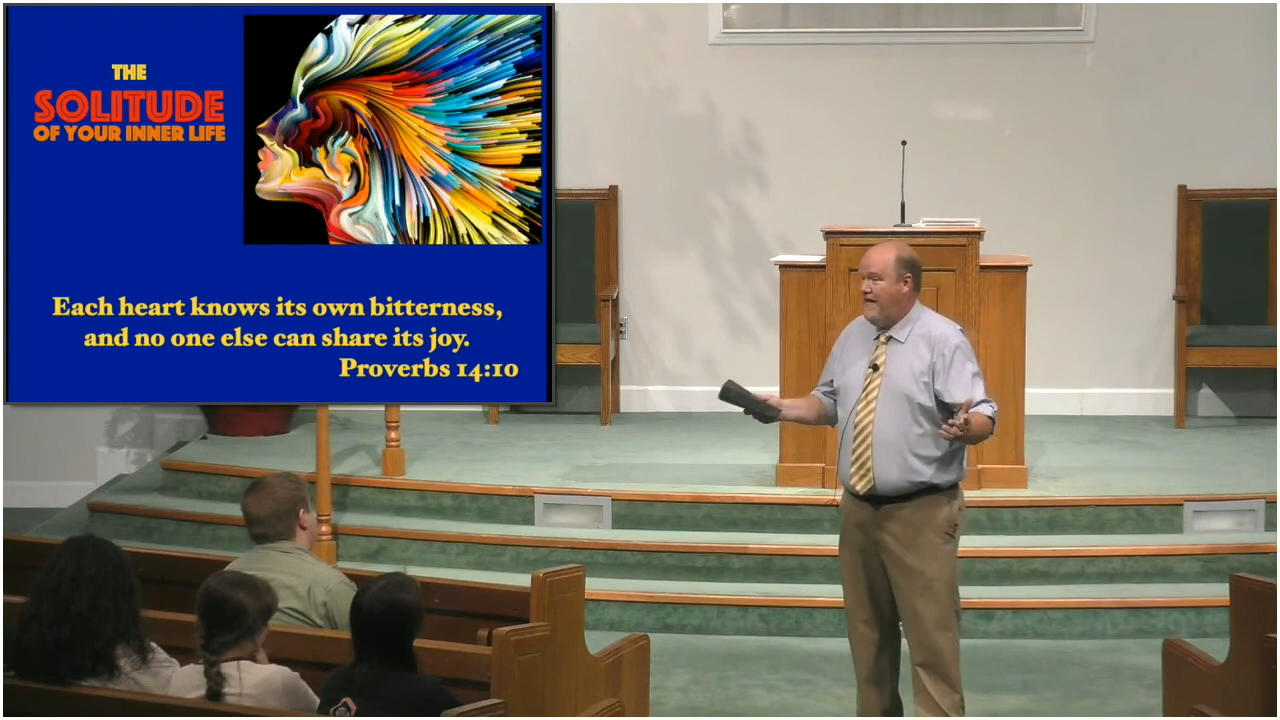 THE
SOLITUDE
OF YOUR INNER LIFE
Each heart knows its own bitterness,
and no one else can share its joy.
Proverbs 14:10